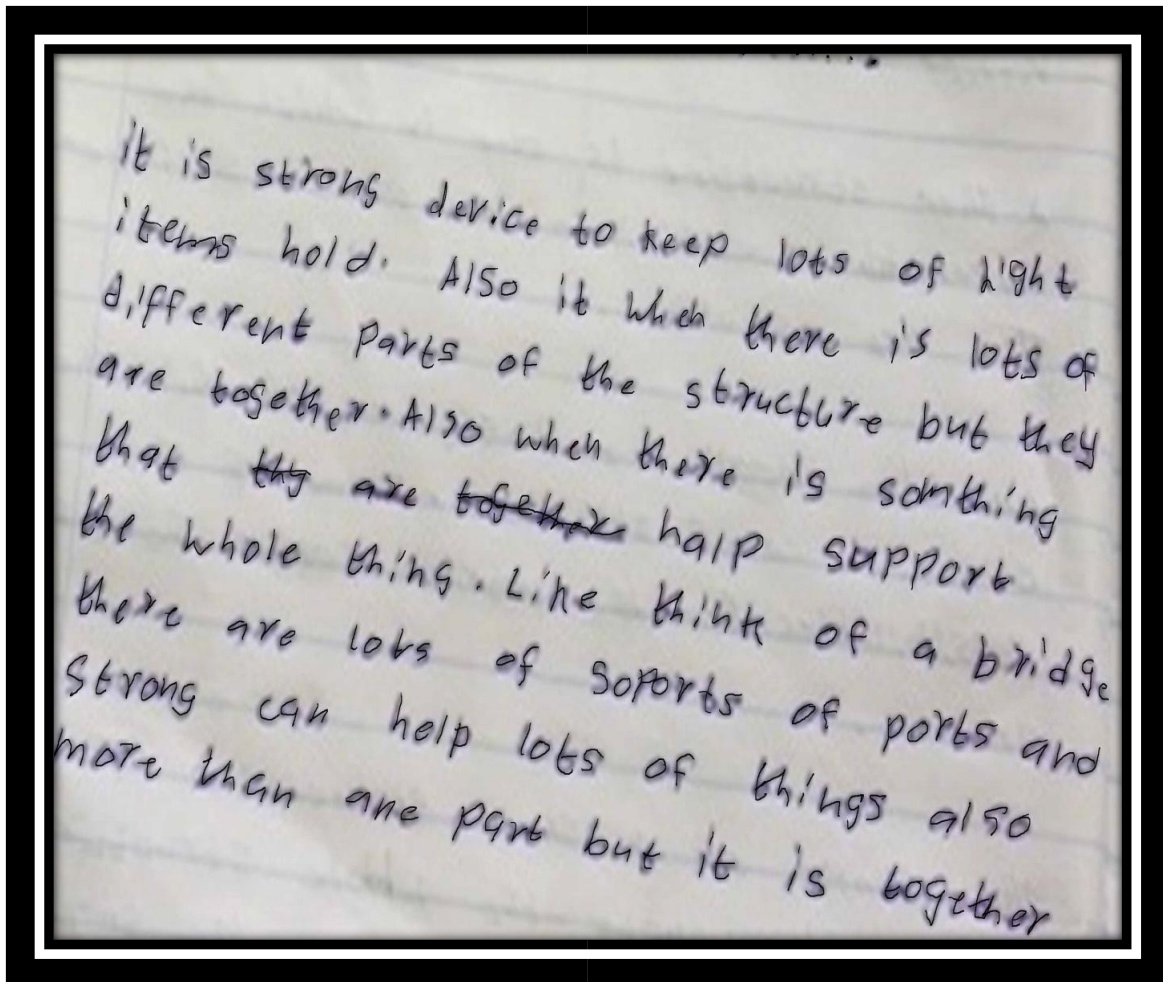 it is strong device to keep lots of hight
items hold. Also it when there is lots of
different parts of the structure but they
are together. Also when there is somthing
that thy are together halp support
the whole thing. Like think of a bridge
there are lots of soports of ports and
strong can help lots of things also
more than ane part but it is together